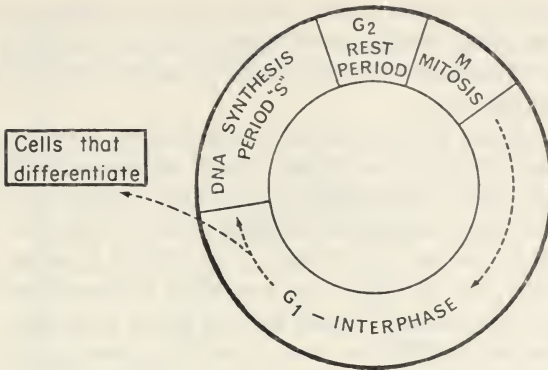 G2
REST
PERIOD
M
MITOSIS
DNA SYNTHESIS
PERIOD "S"
Cells that
differentiate
G1 – INTERPHASE